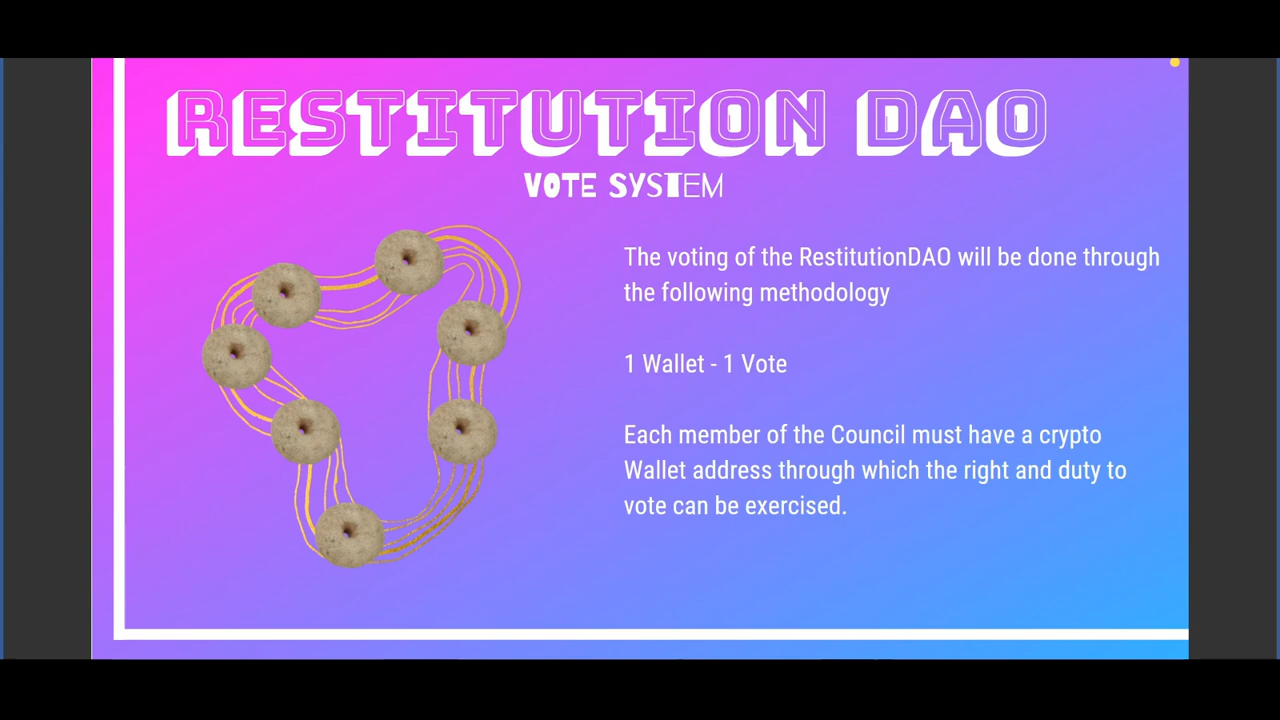 RESTITUTION DAO
VOTE SYSTEM
The voting of the RestitutionDAO will be done through
the following methodology
1 Wallet - 1 Vote
Each member of the Council must have a crypto
Wallet address through which the right and duty to
vote can be exercised.